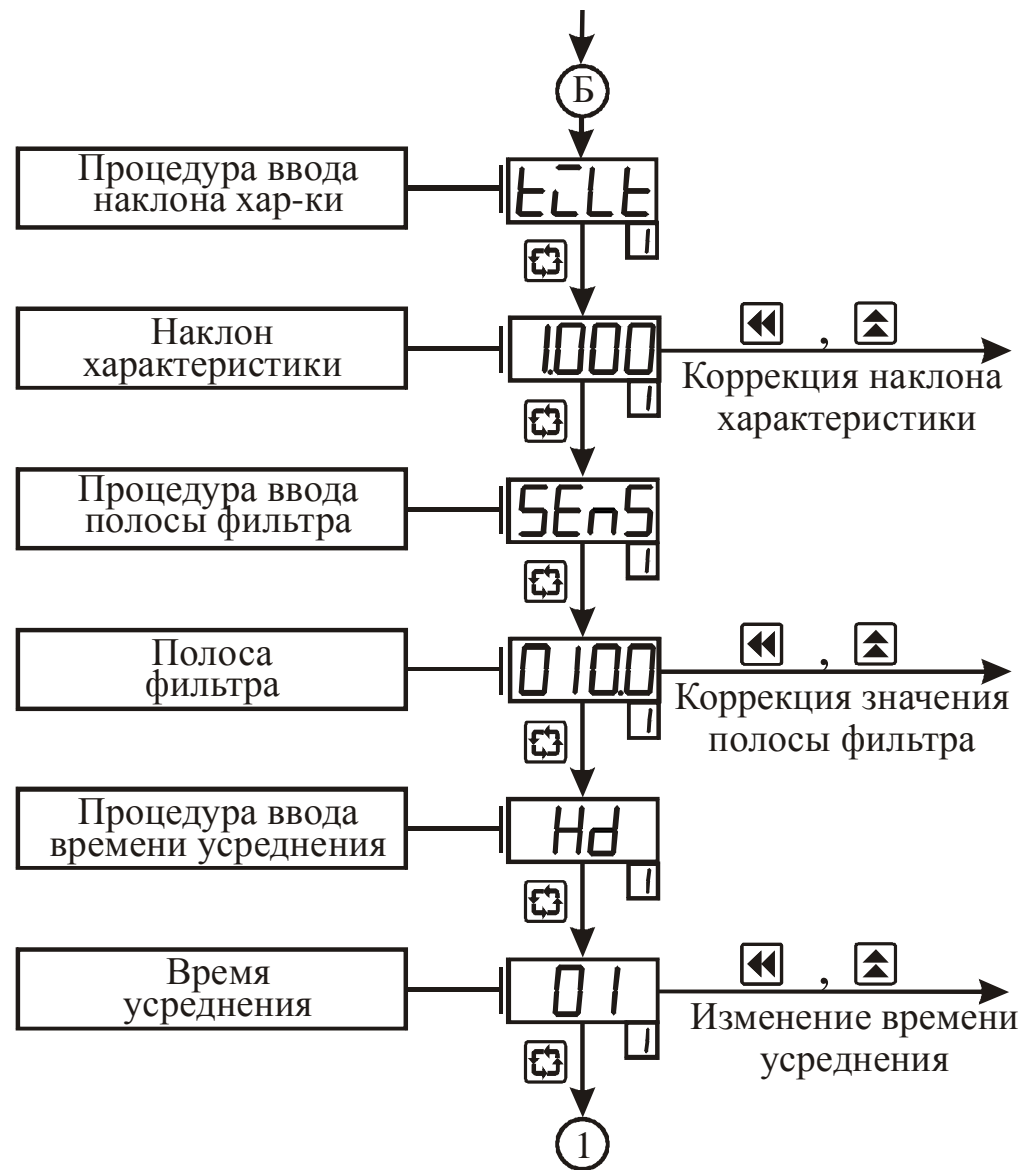 Б
Процедура ввода
наклона хар-ки
tiLt
1
Наклон
характеристики
1.000
1
,
Коррекция наклона
характеристики
Процедура ввода
полосы фильтра
SEnS
1
Полоса
фильтра
010.0
1
,
Коррекция значения
полосы фильтра
Процедура ввода
времени усреднения
Hd
1
Время
усреднения
01
1
,
Изменение времени
усреднения
1